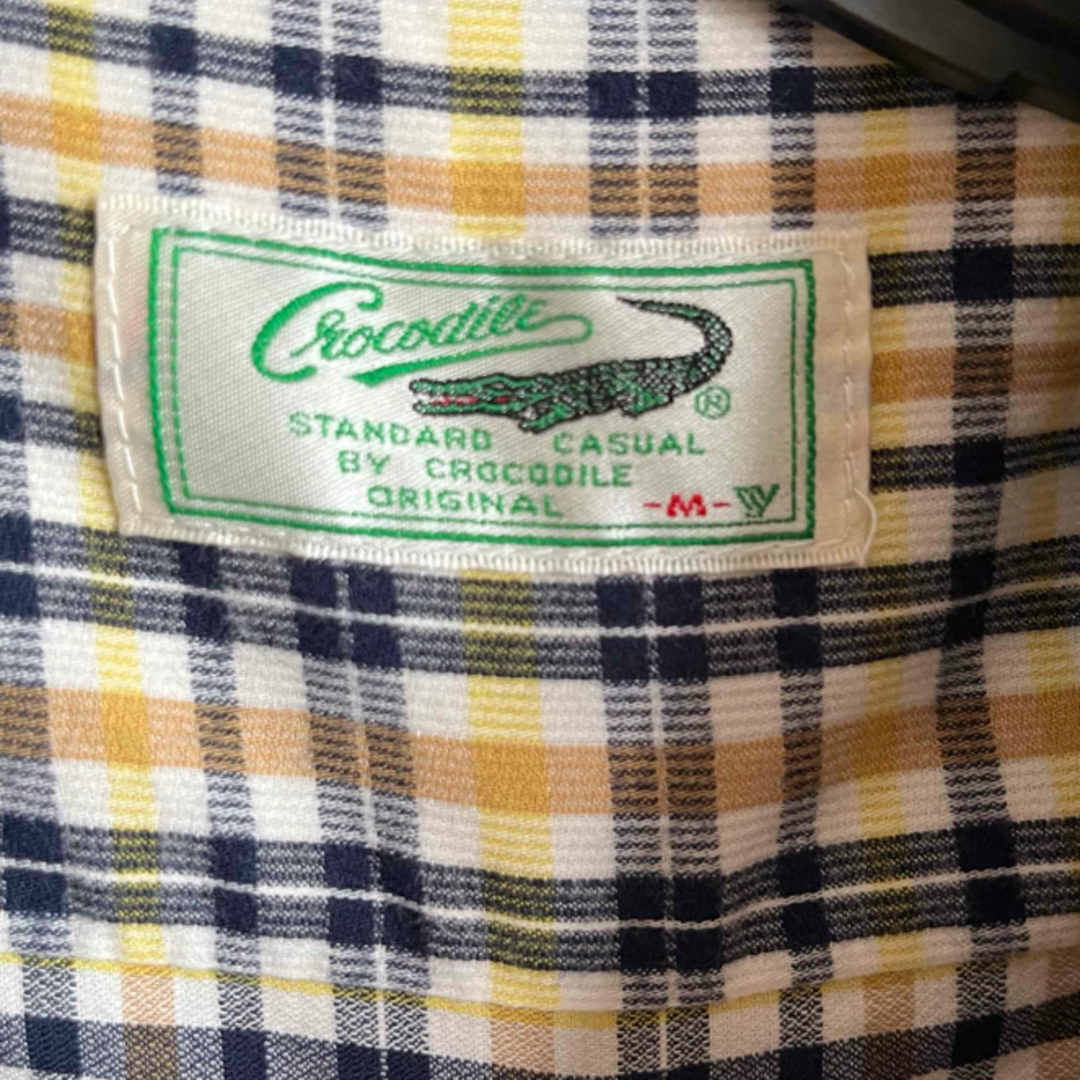 Crocodile
®
STANDARD CASUAL
BY CROCODILE
ORIGINAL -M-